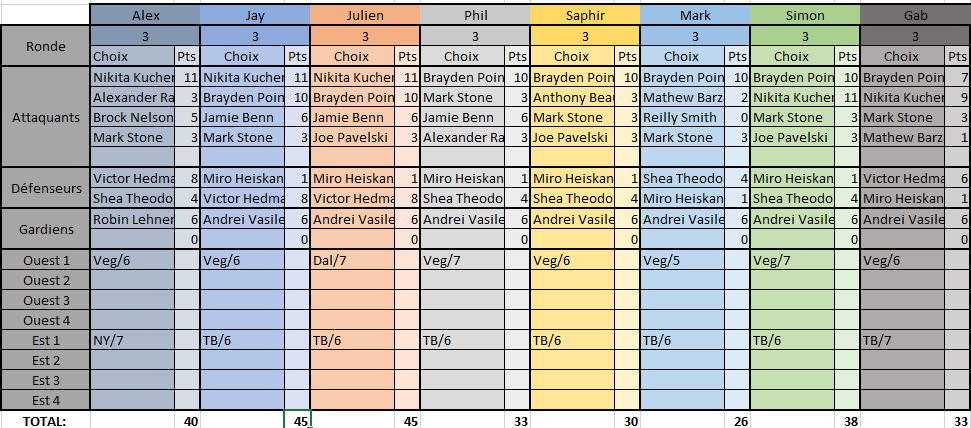 Alex Jay Julien Phil Saphir Mark Simon Gab
Ronde 3 3 3 3 3 3 3 3
Choix Pts Choix Pts Choix Pts Choix Pts Choix Pts Choix Pts Choix Pts Choix Pts
Nikita Kucher 11 Nikita Kucher 11 Nikita Kucher 11 Brayden Poin 10 Brayden Poin 10 Brayden Poin 10 Brayden Poin 10 Brayden Poin 7
Attaquants Alexander Ra 3 Brayden Poin 10 Brayden Poin 10 Mark Stone 3 Anthony Beau 3 Mathew Barz 2 Nikita Kucher 11 Nikita Kucher 9
Brock Nelson 5 Jamie Benn 6 Jamie Benn 6 Jamie Benn 6 Mark Stone 3 Reilly Smith 0 Mark Stone 3 Mark Stone 3
Mark Stone 3 Mark Stone 3 Joe Pavelski 3 Alexander Ra 3 Joe Pavelski 3 Mark Stone 3 Joe Pavelski 3 Mathew Barz 1
Défenseurs Victor Hedma 8 Miro Heiskan 1 Miro Heiskan 1 Miro Heiskan 1 Miro Heiskan 1 Shea Theodo 4 Miro Heiskan 1 Victor Hedma 6
Shea Theodo 4 Victor Hedma 8 Victor Hedma 8 Shea Theodo 4 Shea Theodo 4 Miro Heiskan 1 Shea Theodo 4 Miro Heiskan 1
Gardiens Robin Lehner 6 Andrei Vasile 6 Andrei Vasile 6 Andrei Vasile 6 Andrei Vasile 6 Andrei Vasile 6 Andrei Vasile 6 Andrei Vasile 6
0 0 0 0 0 0 0 0
Ouest 1 Veg/6 Veg/6 Dal/7 Veg/7 Veg/6 Veg/5 Veg/7 Veg/6
Ouest 2
Ouest 3
Ouest 4
Est 1 NY/7 TB/6 TB/6 TB/6 TB/6 TB/6 TB/6 TB/7
Est 2
Est 3
Est 4
TOTAL: 40 45 45 33 30 26 38 33